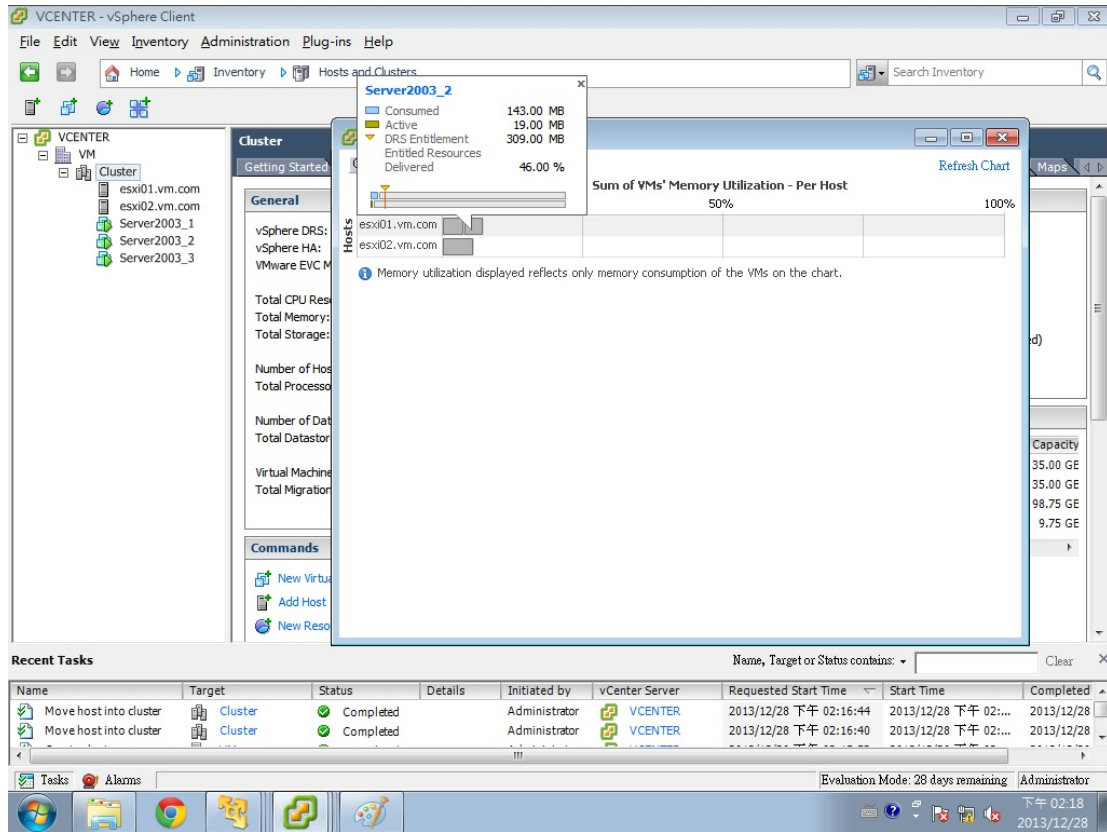 VCENTER - vSphere Client
File Edit View Inventory Administration Plug-ins Help
Home Inventory Hosts and Clusters
Search Inventory
VCENTER
VM
Cluster
esxi01.vm.com
esxi02.vm.com
Server2003_1
Server2003_2
Server2003_3
Cluster
Getting Started
Maps
General
vSphere DRS:
vSphere HA:
VMware EVC M
Total CPU Res
Total Memory:
Total Storage:
Number of Hos
Total Processo
Number of Dat
Total Datastor
Virtual Machine
Total Migration
ed)
Capacity
35.00 GE
35.00 GE
98.75 GE
9.75 GE
Commands
New Virtua
Add Host
New Reso
Server2003_2
Consumed 143.00 MB
Active 19.00 MB
DRS Entitlement 309.00 MB
Entitled Resources
Delivered 46.00 %
Refresh Chart
Sum of VMs' Memory Utilization - Per Host
50% 100%
Hosts
esxi01.vm.com
esxi02.vm.com
Memory utilization displayed reflects only memory consumption of the VMs on the chart.
Recent Tasks
Name, Target or Status contains:
Clear
Name Target Status Details Initiated by vCenter Server Requested Start Time Start Time Completed
Move host into cluster Cluster Completed Administrator VCENTER 2013/12/28 下午 02:16:44 2013/12/28 下午 02:... 2013/12/28
Move host into cluster Cluster Completed Administrator VCENTER 2013/12/28 下午 02:16:40 2013/12/28 下午 02:... 2013/12/28
Tasks Alarms
Evaluation Mode: 28 days remaining Administrator
下午 02:18
2013/12/28